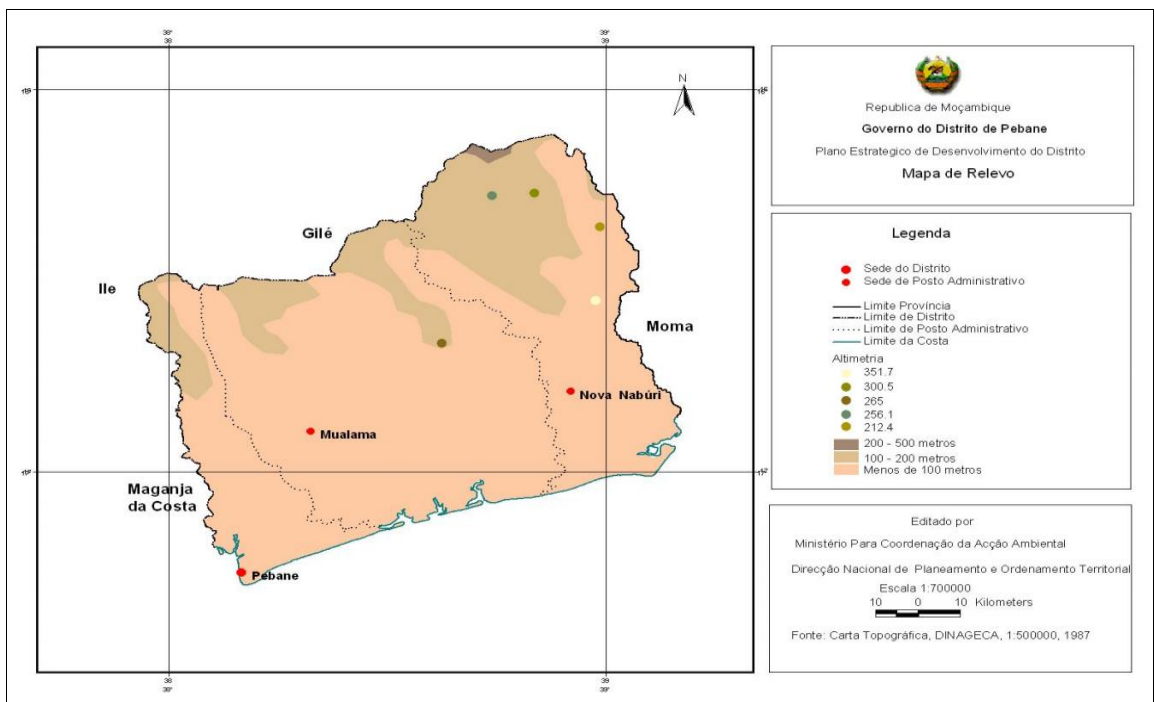 38°
38
39°
39
N
Gilé
Ile
Moma
Nova Nabúri
Mualama
Maganja
da Costa
Pebane
38
38°
39
39°
Republica de Moçambique
Governo do Distrito de Pebane
Plano Estrategico de Desenvolvimento do Distrito
Mapa de Relevo
Legenda
Sede do Distrito
Sede de Posto Administrativo
Limite Província
Limite de Distrito
Limite de Posto Administrativo
Limite da Costa
Altimetria
351.7
300.5
265
256.1
212.4
200 - 500 metros
100 - 200 metros
Menos de 100 metros
Editado por
Ministério Para Coordenação da Acção Ambiental
Direcção Nacional de Planeamento e Ordenamento Territorial
Escala 1:700000
10 0 10 Kilometers
Fonte: Carta Topográfica, DINAGECA, 1:500000, 1987